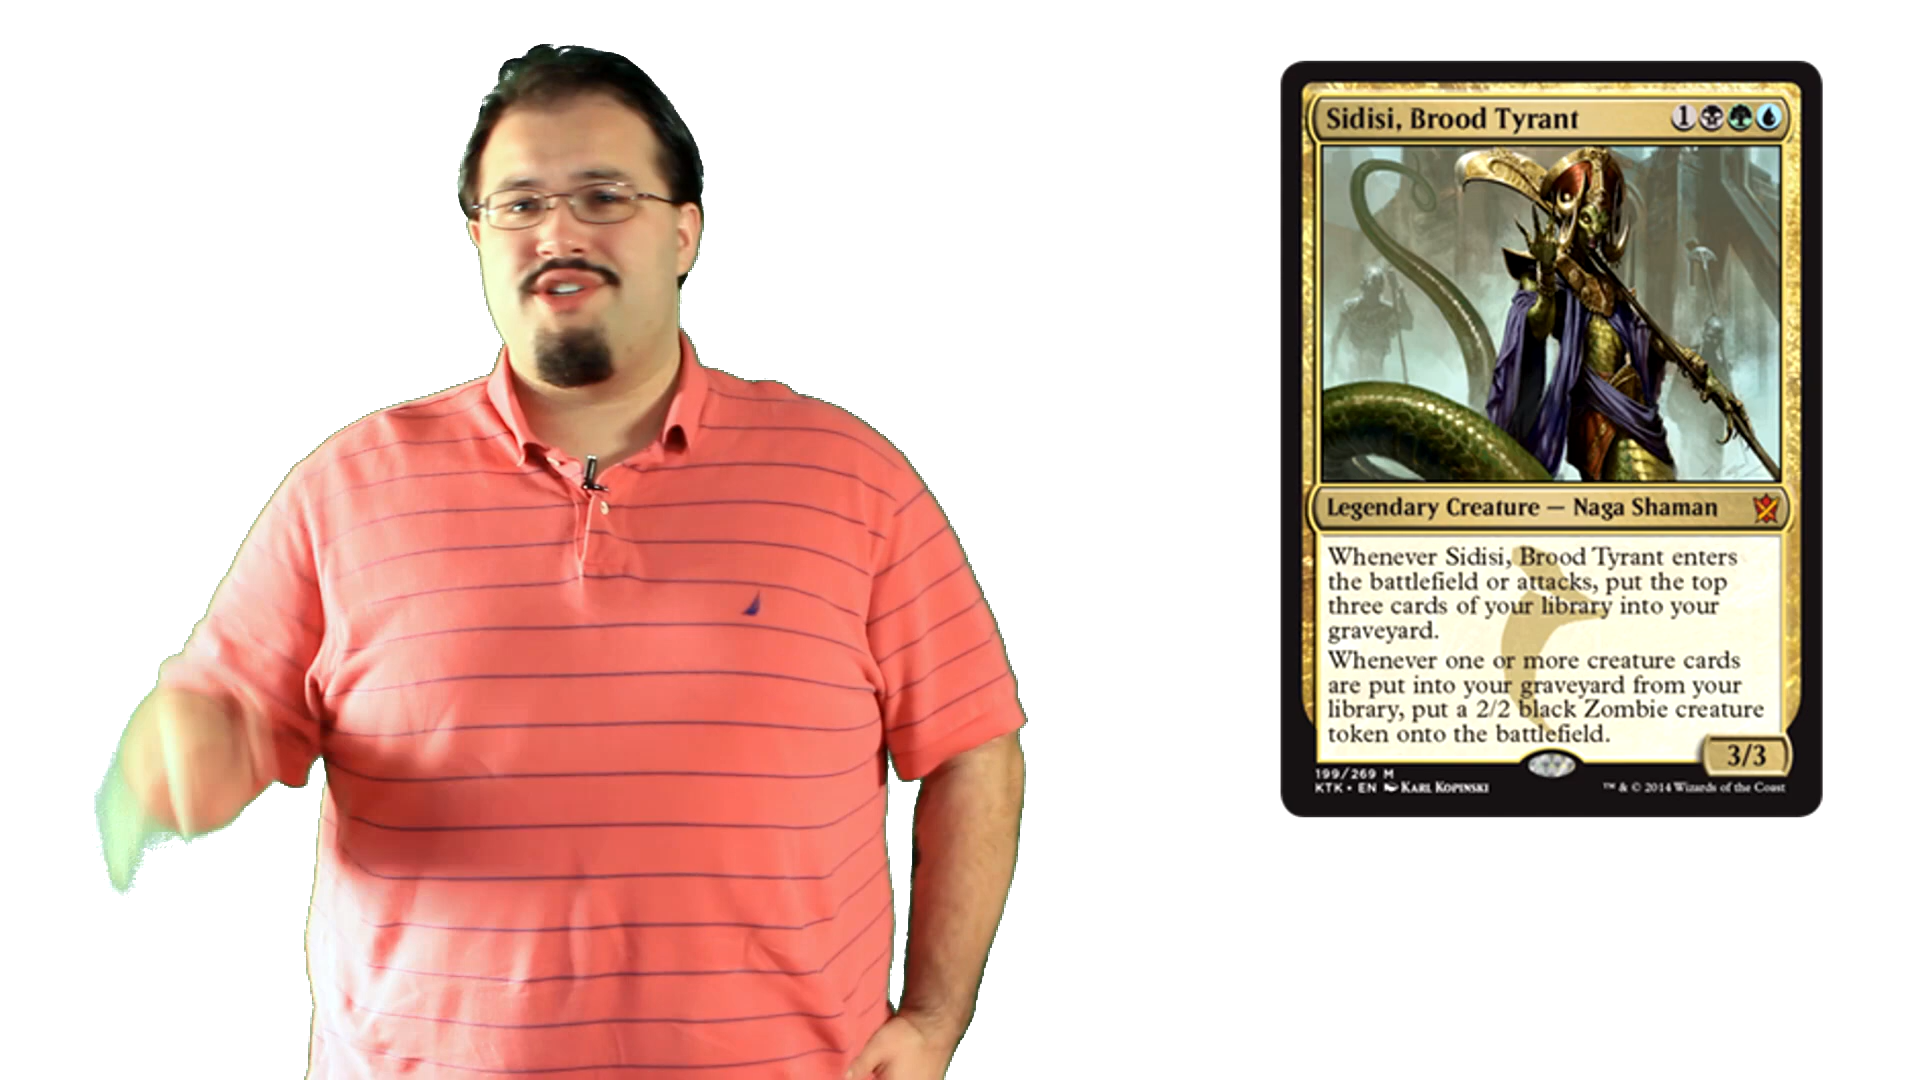 Sidisi, Brood Tyrant 1
Legendary Creature — Naga Shaman
Whenever Sidisi, Brood Tyrant enters
the battlefield or attacks, put the top
three cards of your library into your
graveyard.
Whenever one or more creature cards
are put into your graveyard from your
library, put a 2/2 black Zombie creature
token onto the battlefield.
3/3
199/269 M
KTK • EN Karl Kopinski
™ & © 2014 Wizards of the Coast